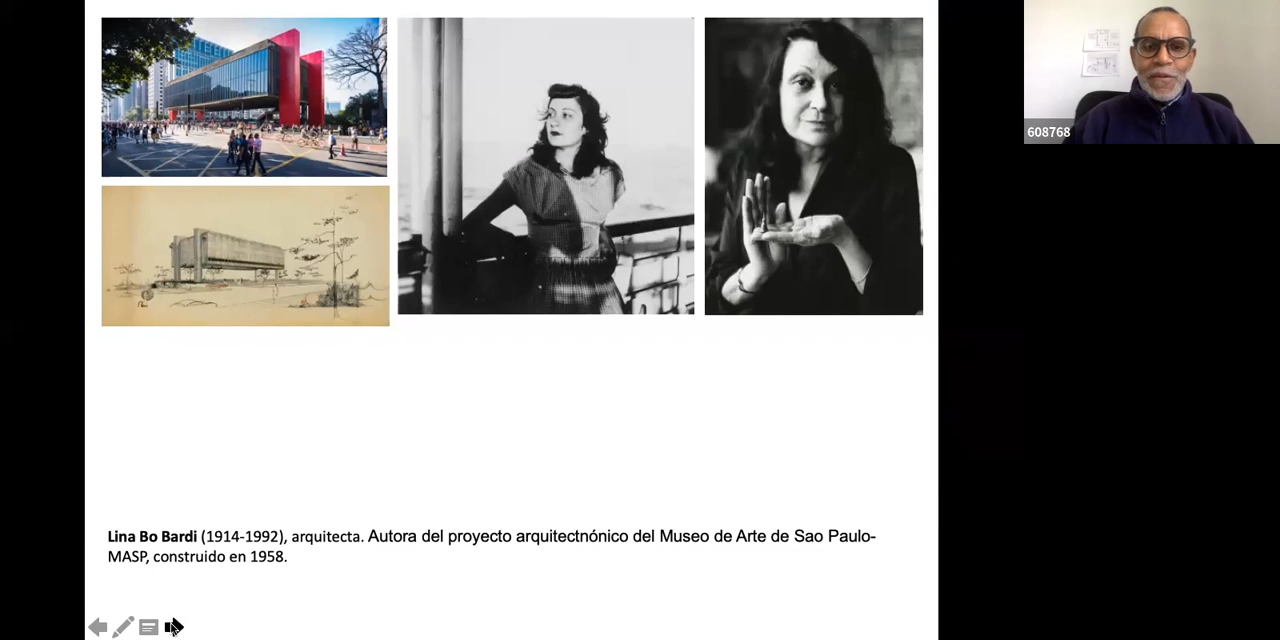 608768
Lina Bo Bardi (1914-1992), arquitecta. Autora del proyecto arquitectnónico del Museo de Arte de Sao Paulo-
MASP, construido en 1958.